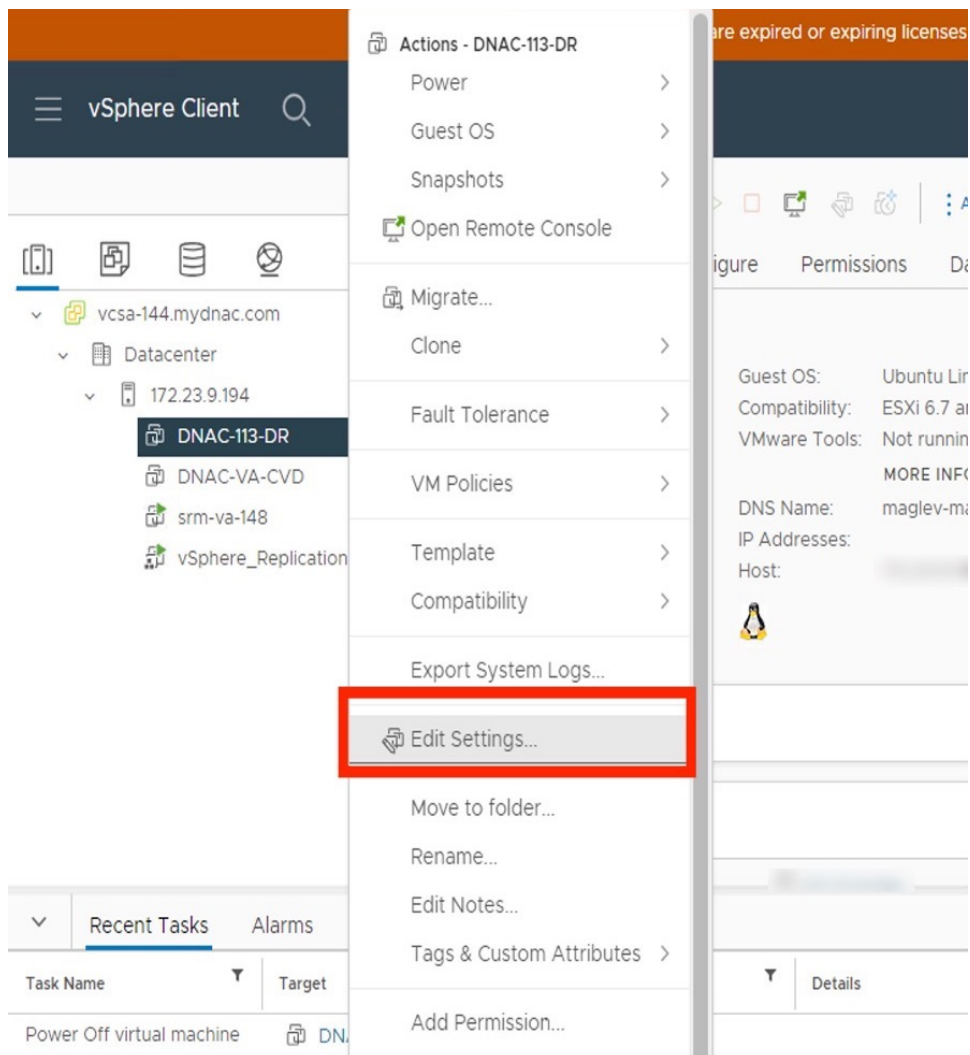 are expired or expiring licenses
vSphere Client
Actions - DNAC-113-DR
Power
Guest OS
Snapshots
Open Remote Console
Migrate...
Clone
Fault Tolerance
VM Policies
Template
Compatibility
Export System Logs...
Edit Settings...
Move to folder...
Rename...
Edit Notes...
Tags & Custom Attributes
Add Permission...
vcsa-144.mydnac.com
Datacenter
172.23.9.194
DNAC-113-DR
DNAC-VA-CVD
srm-va-148
vSphere_Replication
igure Permissions Da
Guest OS: Ubuntu Lin
Compatibility: ESXi 6.7 an
VMware Tools: Not runnin
MORE INFO
DNS Name: maglev-ma
IP Addresses:
Host:
Recent Tasks Alarms
Task Name Target Details
Power Off virtual machine DNA